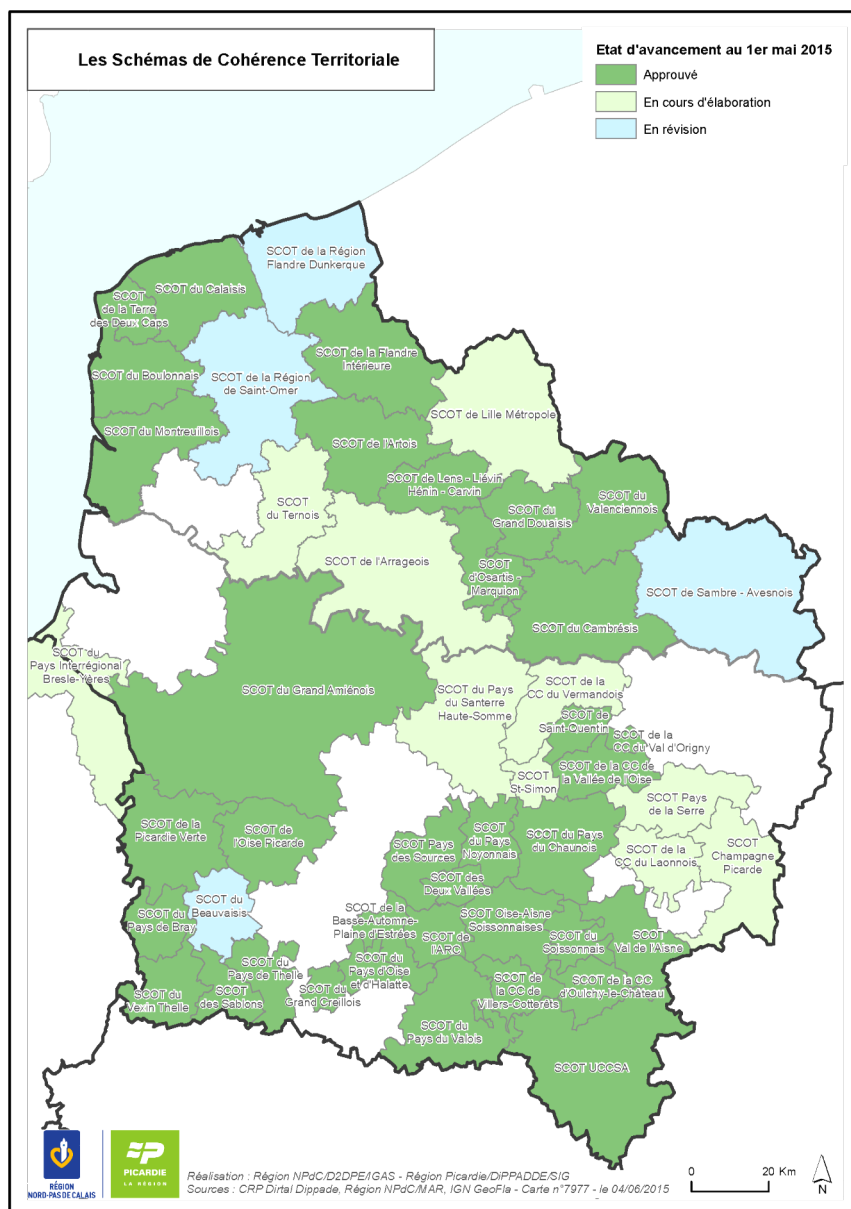 Les Schémas de Cohérence Territoriale
Etat d'avancement au 1er mai 2015
Approuvé
En cours d'élaboration
En révision
SCOT de la Région
Flandre Dunkerque
SCOT du Calaisis
SCOT
de la Terre
des Deux Caps
SCOT de la Flandre
Intérieure
SCOT du Boulonnais
SCOT de la Région
de Saint-Omer
SCOT de Lille Métropole
SCOT du Montreuillois
SCOT de l'Artois
SCOT de Lens - Liévin
Hénin - Carvin
SCOT du
Valenciennois
SCOT
du Ternois
SCOT du
Grand Douaisis
SCOT de l'Arrageois
SCOT
d'Osartis -
Marquion
SCOT de Sambre - Avesnois
SCOT du Cambrésis
SCOT du
Pays Interrégional
Bresle-Yères
SCOT du Grand Amiénois
SCOT du Pays
du Santerre
Haute-Somme
SCOT de la
CC du Vermandois
SCOT de
Saint-Quentin
SCOT de la
CC du Val d'Origny
SCOT de la CC de
la Vallée de l'Oise
SCOT
St-Simon
SCOT Pays
de la Serre
SCOT de la
Picardie Verte
SCOT de
l'Oise Picarde
SCOT Pays
des Sources
SCOT
du Pays
Noyonnais
SCOT du Pays
du Chaunois
SCOT de la
CC du Laonnois
SCOT
Champagne
Picarde
SCOT des
Deux Vallées
SCOT du
Beauvaisis
SCOT du
Pays de Bray
SCOT de la
Basse-Automne-
Plaine d'Estrées
SCOT Oise-Aisne
Soissonnaises
SCOT de
l'ARC
SCOT du
Soissonnais
SCOT
Val de l'Aisne
SCOT du
Pays de Thelle
SCOT du
Pays d'Oise
et d'Halatte
SCOT du
Vexin Thelle
SCOT
des Sablons
SCOT du
Grand Creillois
SCOT de
la CC de
Villers-Cotterêts
SCOT de la CC
d'Oulchy-le-Château
SCOT du
Pays du Valois
SCOT UCCSA
RÉGION
NORD-PAS DE CALAIS
PICARDIE
LA RÉGION
Réalisation : Région NPdC/D2DPE/IGAS - Région Picardie/DiPPADDE/SIG
Sources : CRP Dirtal Dippade, Région NPdC/MAR, IGN GeoFla - Carte n°7977 - le 04/06/2015
0 20 Km
N